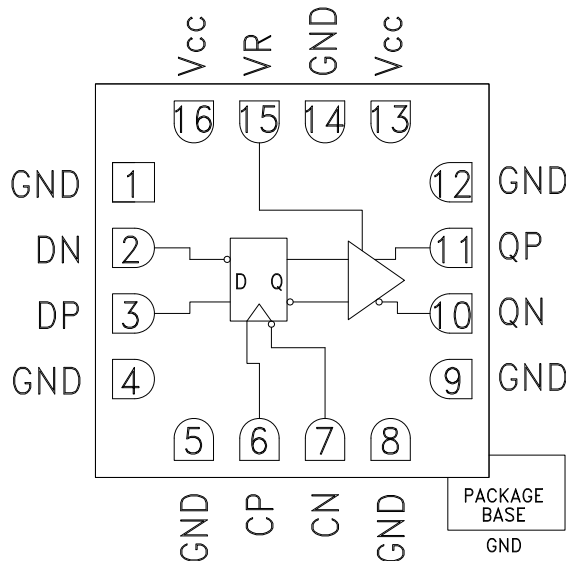 Vcc VR GND Vcc
16 15 14 13
GND 1 12 GND
DN 2 11 QP
D Q
DP 3 10 QN
GND 4 9 GND
5 6 7 8
GND CP CN GND
PACKAGE
BASE
GND